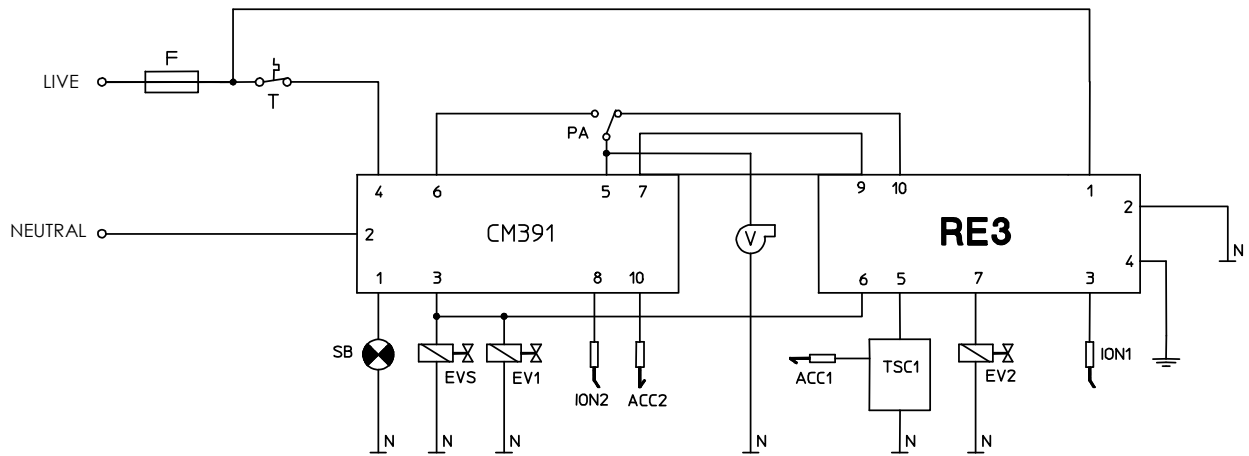 F
LIVE
T
PA
4 6 5 7 9 10 1
2
NEUTRAL 2 CM391 V RE3 N
4
1 3 8 10 6 5 7 3
SB EVS EV1 ION2 ACC2 ACC1 TSC1 EV2 ION1
N N N N N N